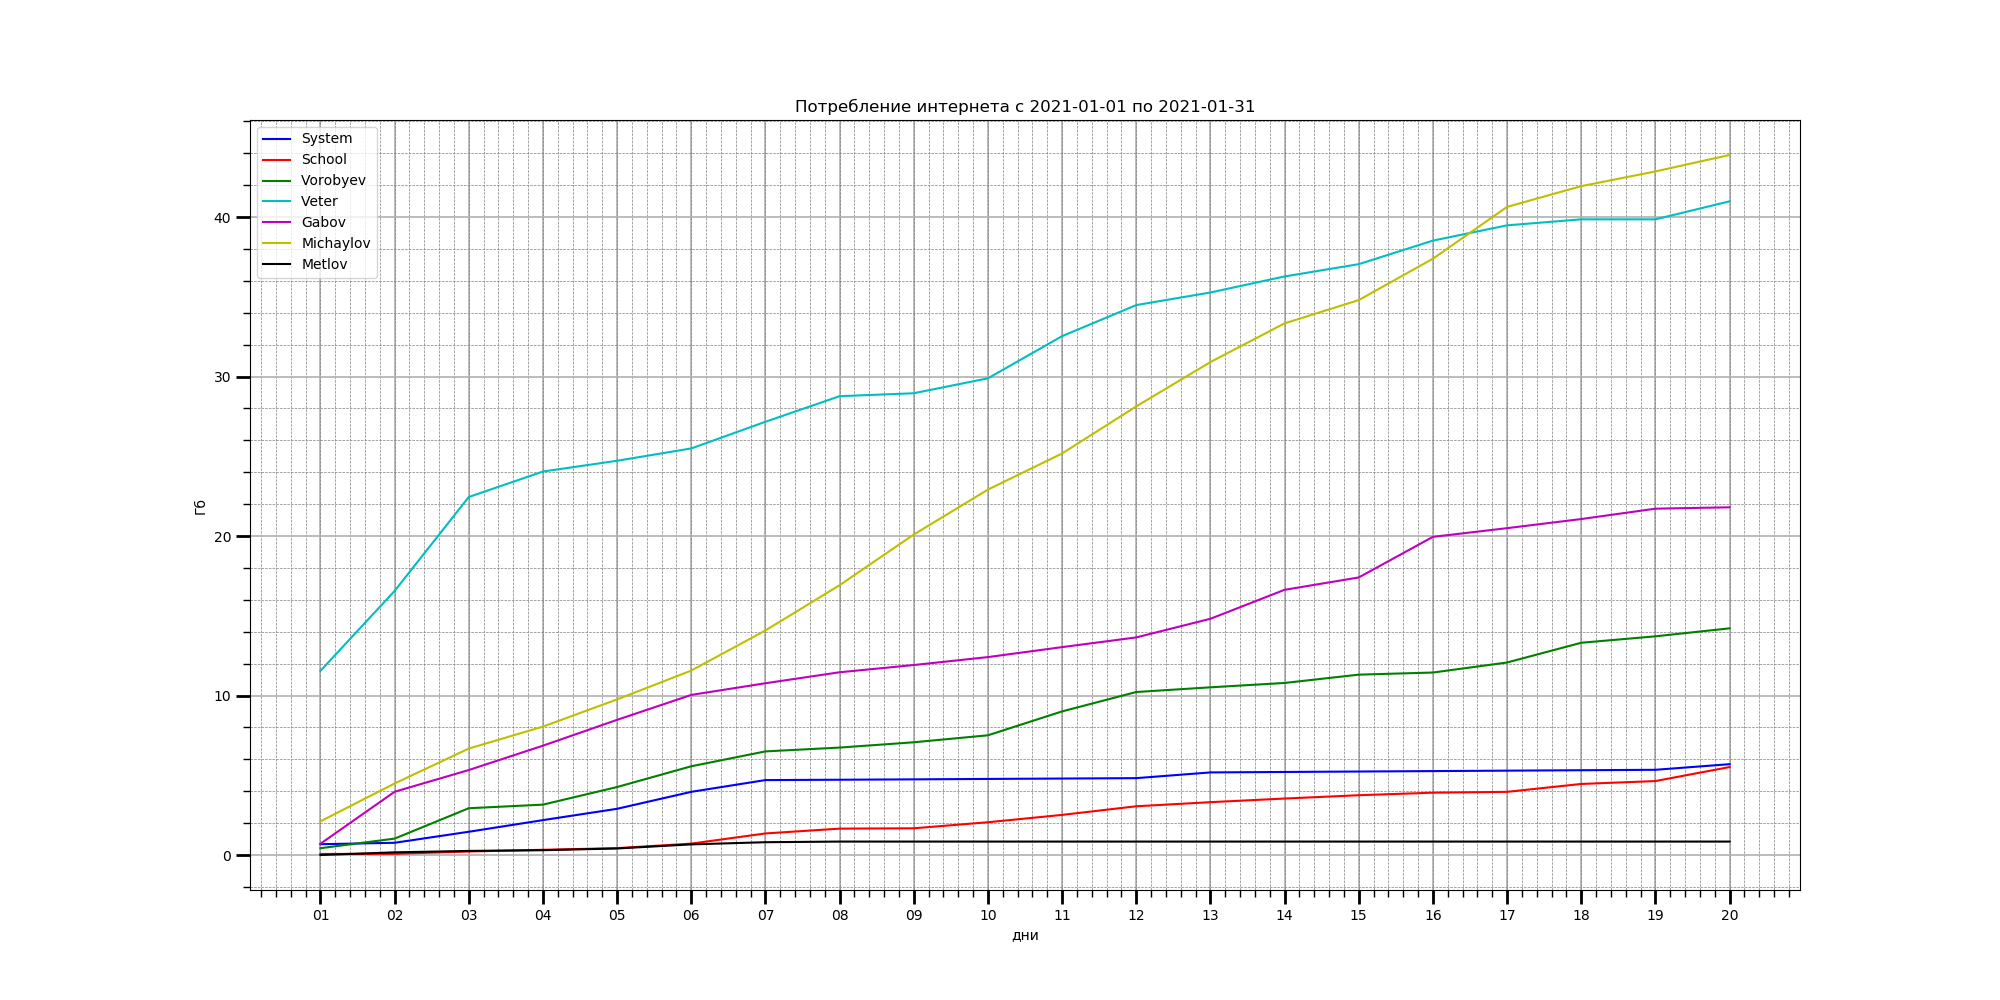 Потребление интернета с 2021-01-01 по 2021-01-31
System
School
Vorobyev
Veter
Gabov
Michaylov
Metlov
Гб
40
30
20
10
0
01 02 03 04 05 06 07 08 09 10 11 12 13 14 15 16 17 18 19 20
дни